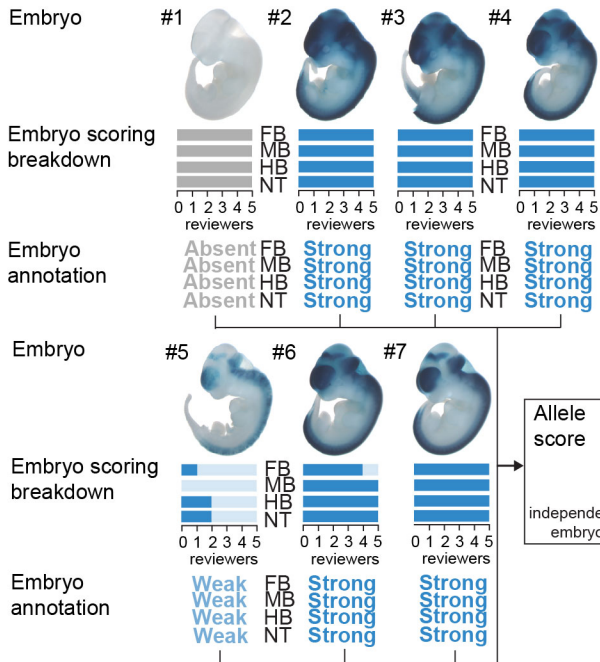 Embryo #1 #2 #3 #4
Embryo scoring
breakdown
FB FB
MB MB
HB HB
NT NT
0 1 2 3 4 5 0 1 2 3 4 5 0 1 2 3 4 5 0 1 2 3 4 5
reviewers reviewers reviewers reviewers
Embryo
annotation
Absent FB Strong Strong FB Strong
Absent MB Strong Strong MB Strong
Absent HB Strong Strong HB Strong
Absent NT Strong Strong NT Strong
Embryo #5 #6 #7
Allele
score
independe
embryo
Embryo scoring
breakdown
FB
MB
HB
NT
0 1 2 3 4 5 0 1 2 3 4 5 0 1 2 3 4 5
reviewers reviewers reviewers
Embryo
annotation
Weak FB Strong Strong
Weak MB Strong Strong
Weak HB Strong Strong
Weak NT Strong Strong